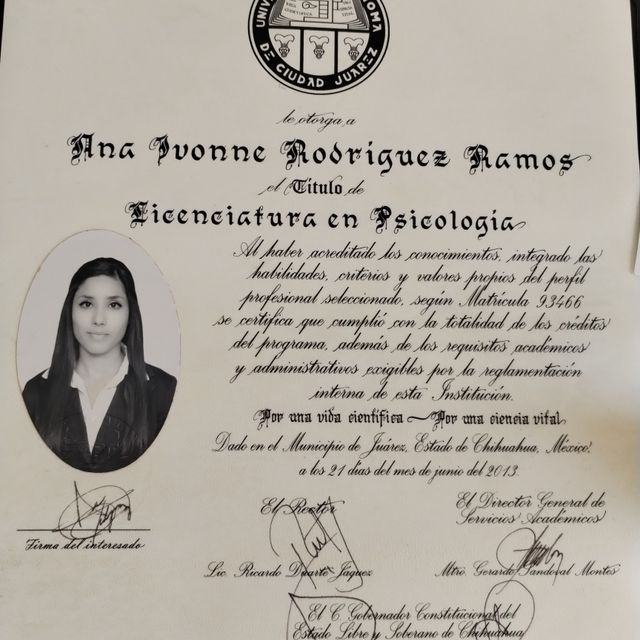 DE CIUDAD JUAREZ
le otorga a
Ana Ivonne Rodríguez Ramos
el Título de
Licenciatura en Psicología
Al haber acreditado los conocimientos, integrado las
habilidades, criterios y valores propios del perfil
profesional seleccionado, según Matrícula 93466
se certifica que cumplió con la totalidad de los créditos
del programa, además de los requisitos académicos
y administrativos exigibles por la reglamentación
interna de esta Institución.
Por una vida científica — Por una ciencia vital
Dado en el Municipio de Juárez, Estado de Chihuahua, México,
a los 21 días del mes de junio del 2013.
El Rector
El Director General de
Servicios Académicos
Firma del interesado
Lic. Ricardo Duarte Jáquez
Mtro. Gerardo Sandoval Montes
El C. Gobernador Constitucional del
Estado Libre y Soberano de Chihuahua